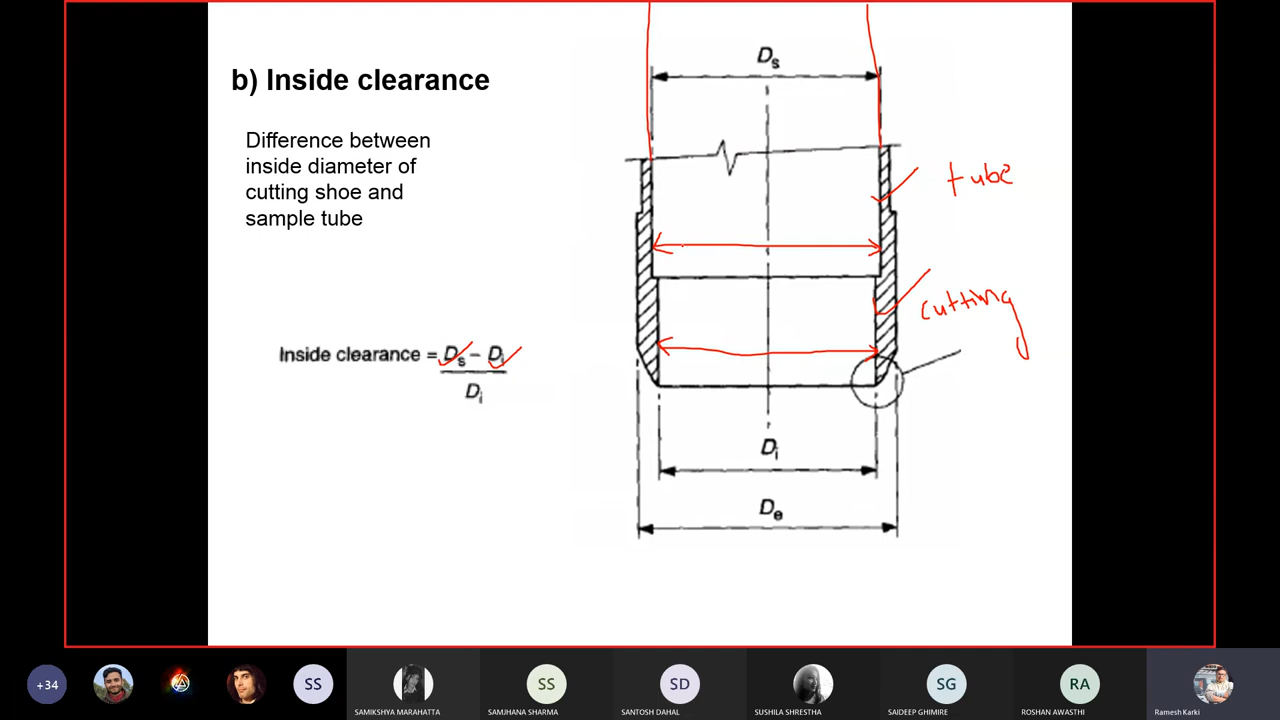 b) Inside clearance
Difference between
inside diameter of
cutting shoe and
sample tube
Ds
tube
cutting
Inside clearance = Ds – Di
Di
Di
De
+34
SS
SS
SD
SG
RA
SAMIKSHYA MARAHATTA
SAMJHANA SHARMA
SANTOSH DAHAL
SUSHILA SHRESTHA
SAIDEEP GHIMIRE
ROSHAN AWASTHI
Ramesh Karki